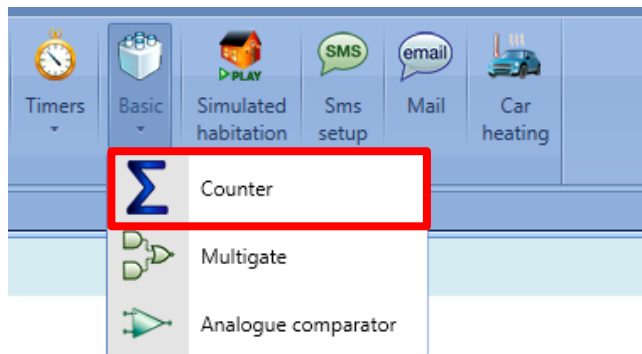 SMS
email
PLAY
Timers
Basic
Simulated
habitation
Sms
setup
Mail
Car
heating
Counter
Multigate
Analogue comparator